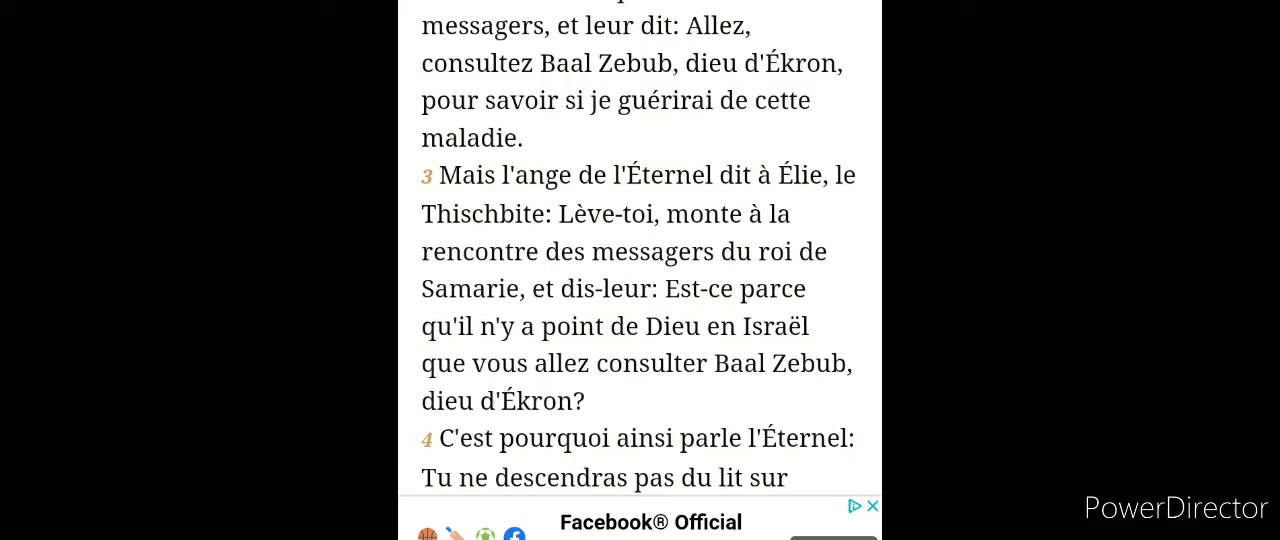 messagers, et leur dit: Allez,
consultez Baal Zebub, dieu d'Ékron,
pour savoir si je guérirai de cette
maladie.
3 Mais l'ange de l'Éternel dit à Élie, le
Thischbite: Lève-toi, monte à la
rencontre des messagers du roi de
Samarie, et dis-leur: Est-ce parce
qu'il n'y a point de Dieu en Israël
que vous allez consulter Baal Zebub,
dieu d'Ékron?
4 C'est pourquoi ainsi parle l'Éternel:
Tu ne descendras pas du lit sur
Facebook® Official
PowerDirector